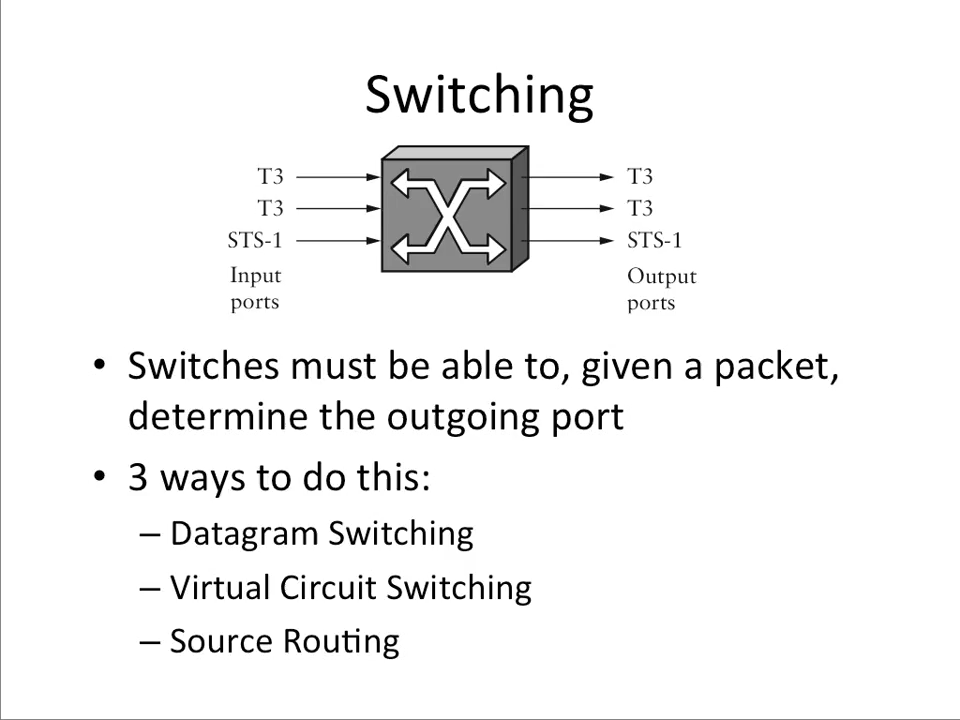 Switching
T3
T3
T3
T3
STS-1
STS-1
Input
ports
Output
ports
• Switches must be able to, given a packet,
determine the outgoing port
• 3 ways to do this:
– Datagram Switching
– Virtual Circuit Switching
– Source Routing